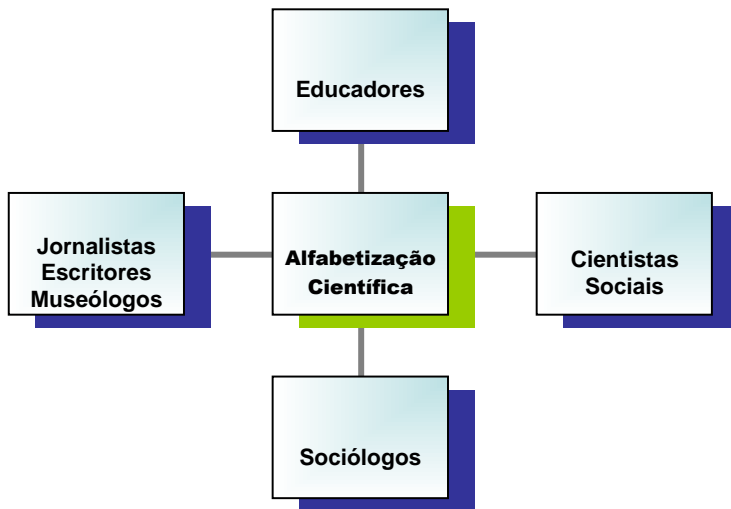 Educadores
Jornalistas
Escritores
Museólogos
Alfabetização
Científica
Cientistas
Sociais
Sociólogos